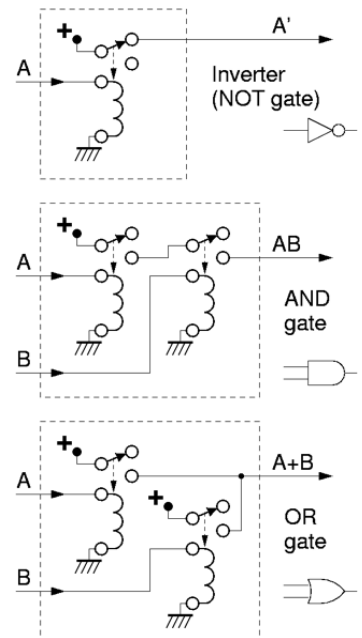 +
A
A'
Inverter
(NOT gate)
+
A
AB
B
AND
gate
+
A
A+B
+
B
OR
gate